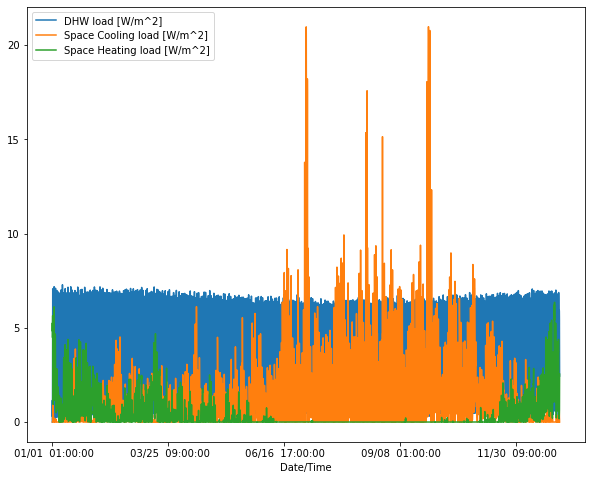 DHW load [W/m^2]
Space Cooling load [W/m^2]
Space Heating load [W/m^2]
20
15
10
5
0
01/01 01:00:00 03/25 09:00:00 06/16 17:00:00 09/08 01:00:00 11/30 09:00:00
Date/Time